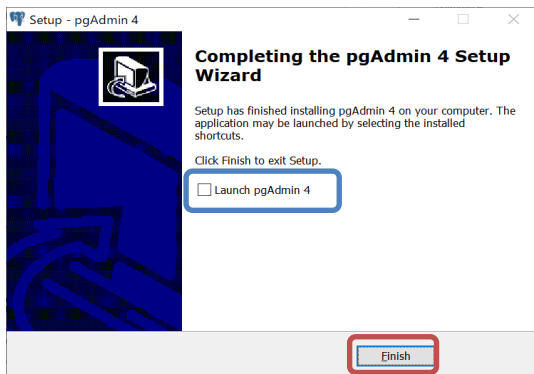 Setup - pgAdmin 4
Completing the pgAdmin 4 Setup
Wizard
Setup has finished installing pgAdmin 4 on your computer. The
application may be launched by selecting the installed
shortcuts.
Click Finish to exit Setup.
Launch pgAdmin 4
Finish